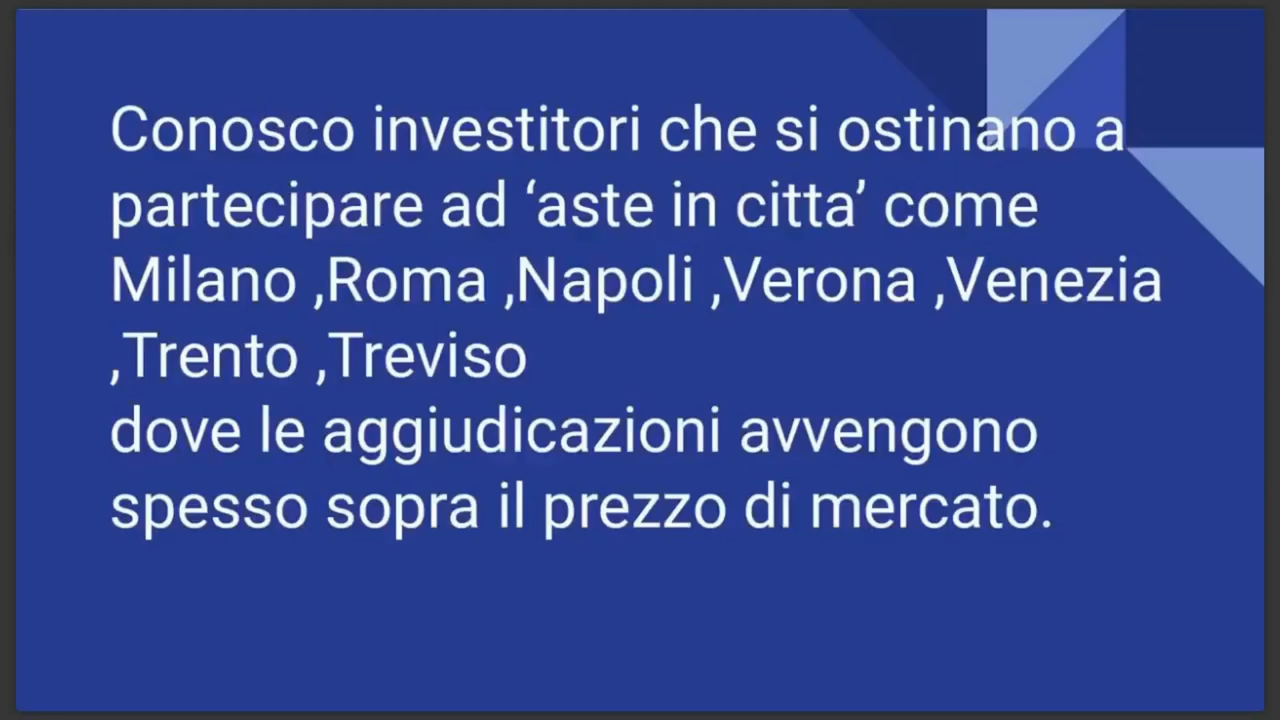 Conosco investitori che si ostinano a
partecipare ad ‘aste in citta’ come
Milano ,Roma ,Napoli ,Verona ,Venezia
,Trento ,Treviso
dove le aggiudicazioni avvengono
spesso sopra il prezzo di mercato.